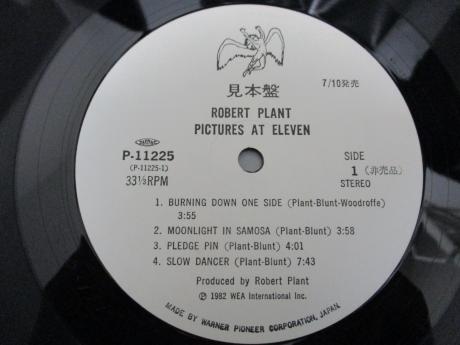 見本盤
7/10発売
ROBERT PLANT
PICTURES AT ELEVEN
P-11225
(P-11225-1)
33⅓RPM
SIDE
1 (非売品)
STEREO
1. BURNING DOWN ONE SIDE (Plant-Blunt-Woodroffe)
3:55
2. MOONLIGHT IN SAMOSA (Plant-Blunt) 3:58
3. PLEDGE PIN (Plant-Blunt) 4:01
4. SLOW DANCER (Plant-Blunt) 7:43
Produced by Robert Plant
℗ 1982 WEA International Inc.
MADE BY WARNER PIONEER CORPORATION, JAPAN.